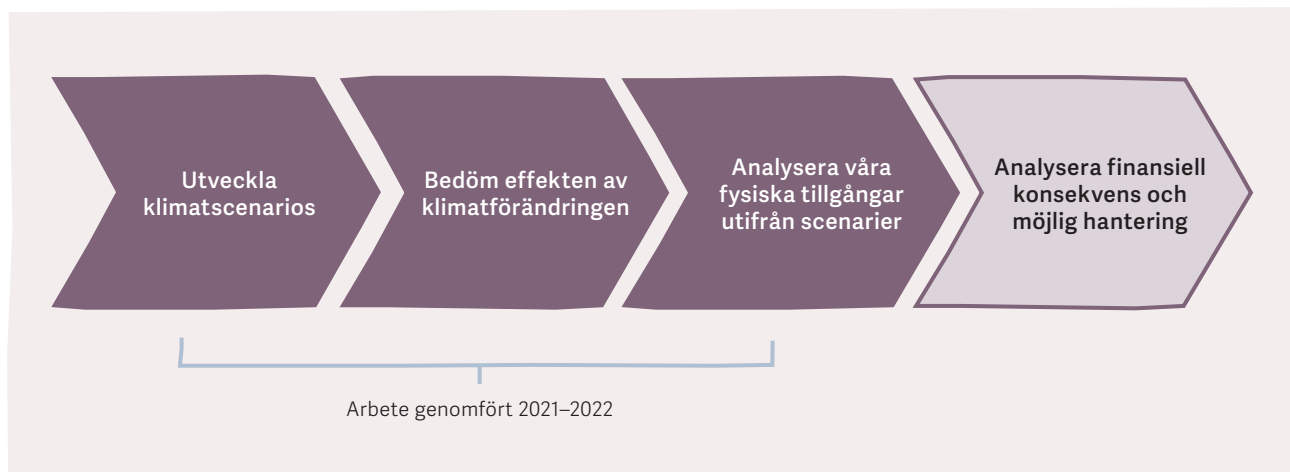 Utveckla
klimatscenarios
Bedöm effekten av
klimatförändringen
Analysera våra
fysiska tillgångar
utifrån scenarier
Analysera finansiell
konsekvens och
möjlig hantering
Arbete genomfört 2021–2022